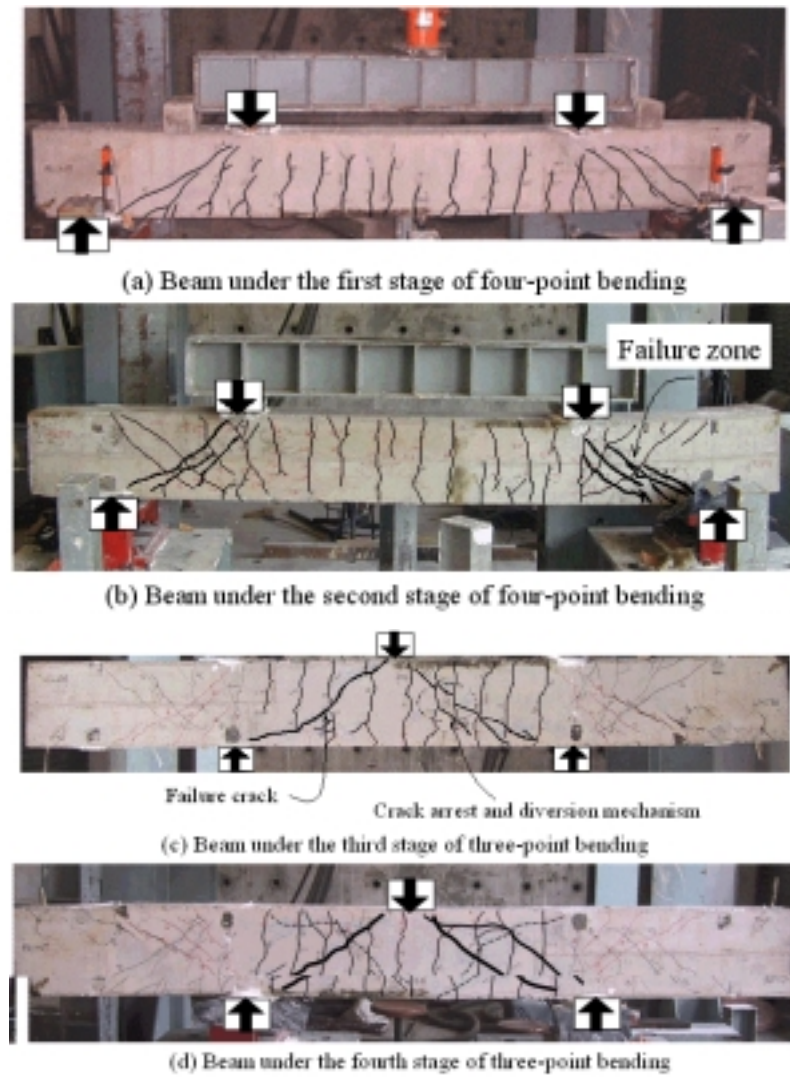 (a) Beam under the first stage of four-point bending
Failure zone
(b) Beam under the second stage of four-point bending
Failure crack
Crack arrest and diversion mechanism
(c) Beam under the third stage of three-point bending
(d) Beam under the fourth stage of three-point bending